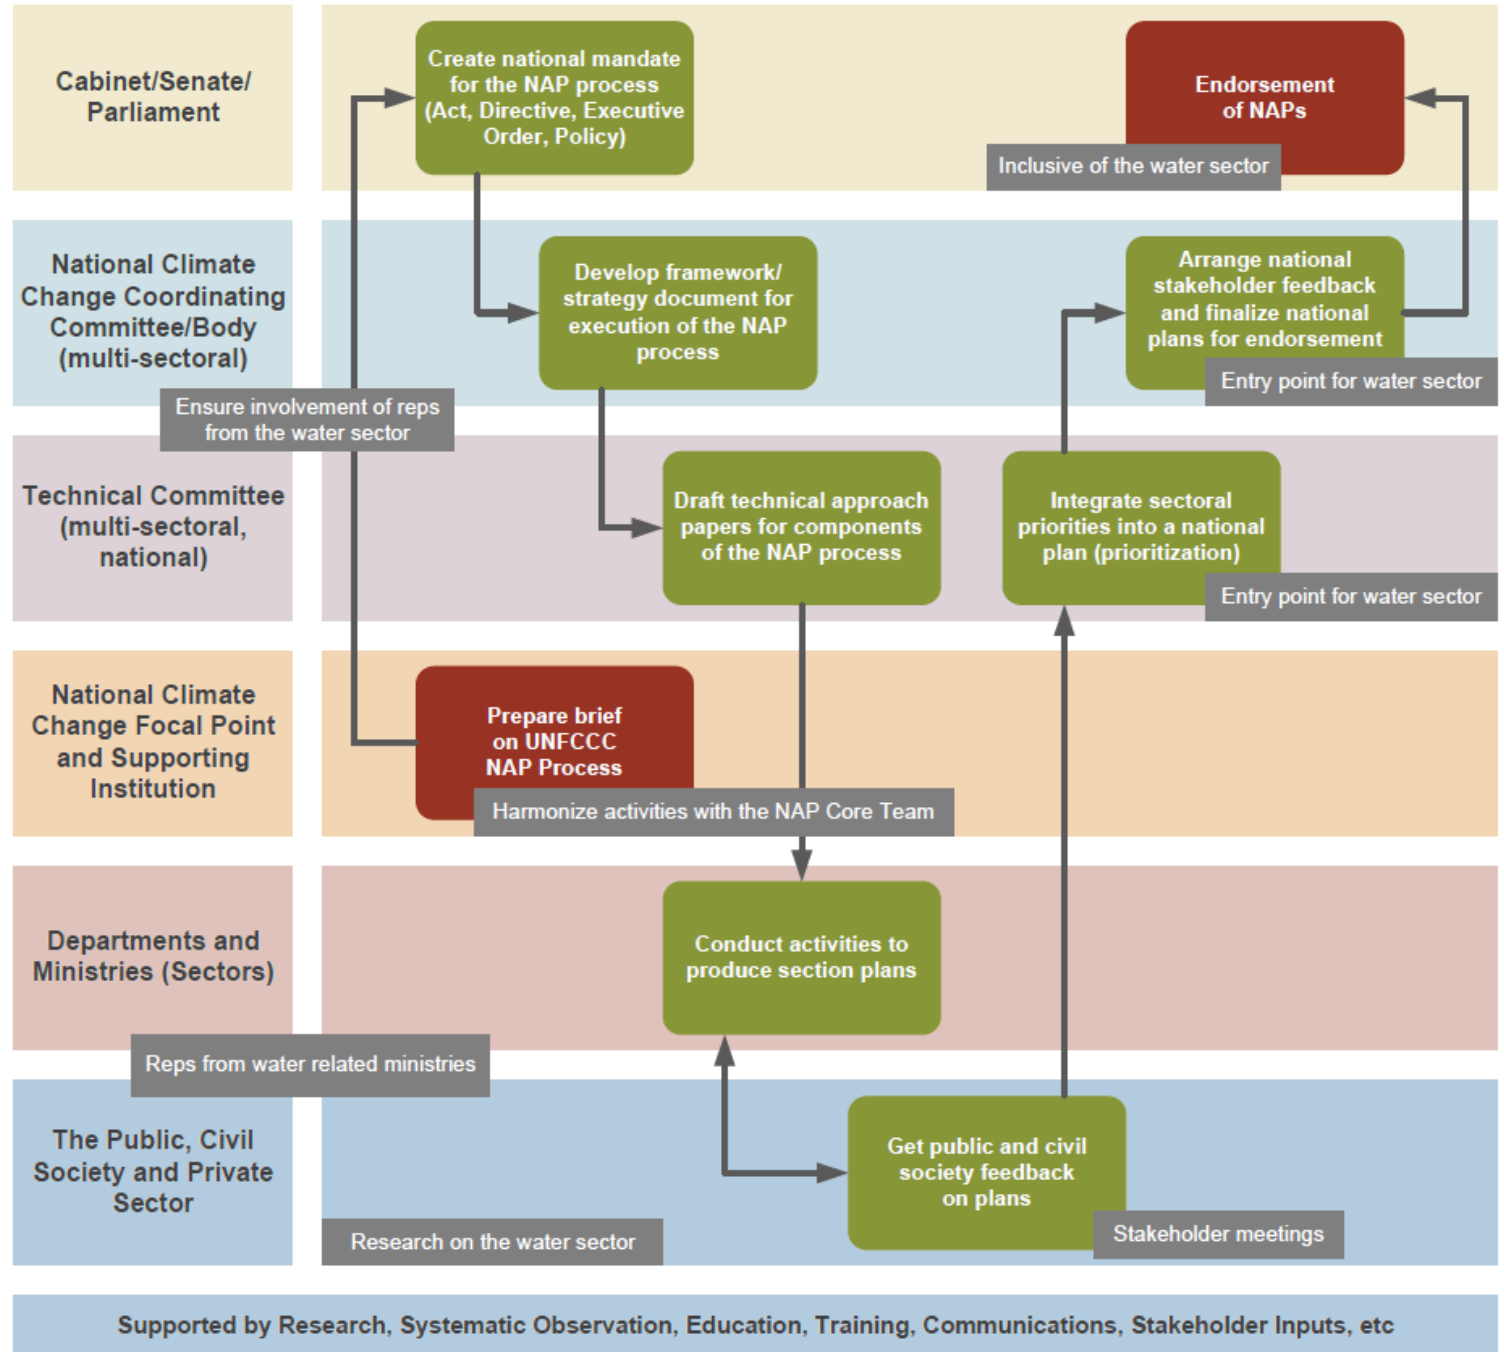 Cabinet/Senate/
Parliament
Create national mandate
for the NAP process
(Act, Directive, Executive
Order, Policy)
Endorsement
of NAPs
Inclusive of the water sector
National Climate
Change Coordinating
Committee/Body
(multi-sectoral)
Develop framework/
strategy document for
execution of the NAP
process
Arrange national
stakeholder feedback
and finalize national
plans for endorsement
Entry point for water sector
Ensure involvement of reps
from the water sector
Technical Committee
(multi-sectoral,
national)
Draft technical approach
papers for components
of the NAP process
Integrate sectoral
priorities into a national
plan (prioritization)
Entry point for water sector
National Climate
Change Focal Point
and Supporting
Institution
Prepare brief
on UNFCCC
NAP Process
Harmonize activities with the NAP Core Team
Departments and
Ministries (Sectors)
Conduct activities to
produce section plans
Reps from water related ministries
The Public, Civil
Society and Private
Sector
Get public and civil
society feedback
on plans
Research on the water sector
Stakeholder meetings
Supported by Research, Systematic Observation, Education, Training, Communications, Stakeholder Inputs, etc